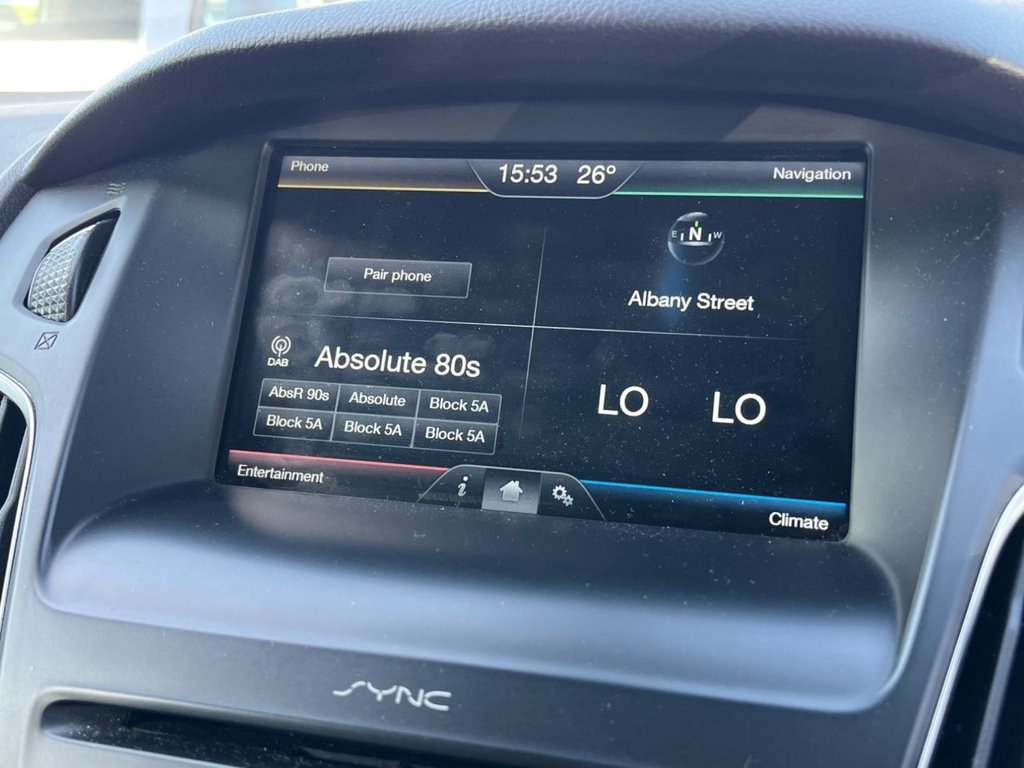 Phone
15:53 26°
Navigation
Pair phone
E N W
Albany Street
DAB
Absolute 80s
AbsR 90s Absolute Block 5A
Block 5A Block 5A Block 5A
LO LO
Entertainment
i
Climate
SYNC